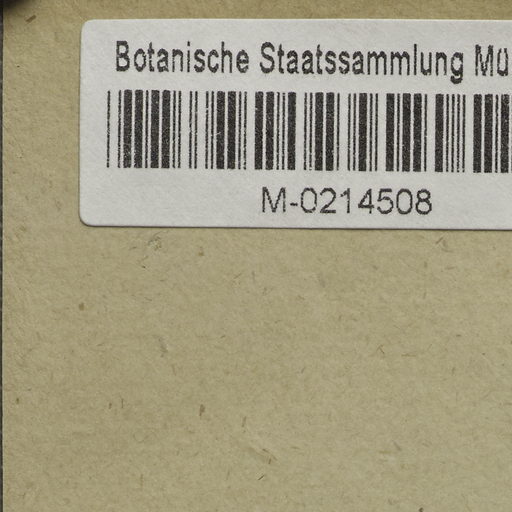 Botanische Staatssammlung Mü
M-0214508